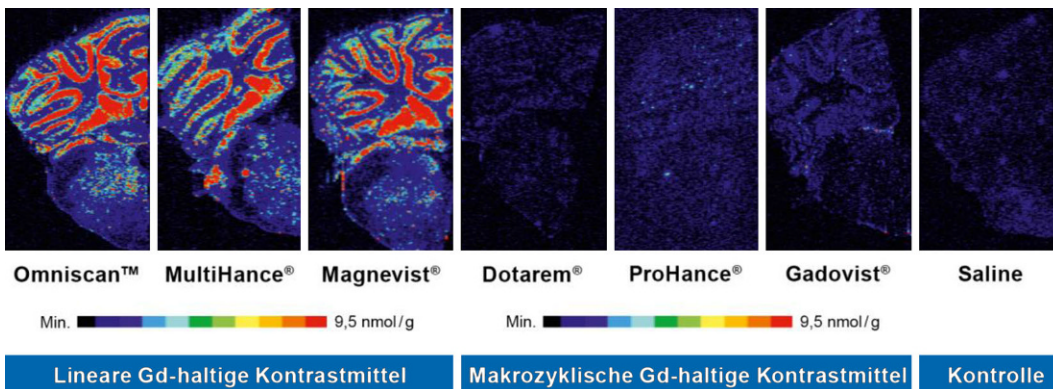 Omniscan™ MultiHance® Magnevist® Dotarem® ProHance® Gadovist® Saline
Min. 9,5 nmol/g Min. 9,5 nmol/g
Lineare Gd-haltige Kontrastmittel Makrozyklische Gd-haltige Kontrastmittel Kontrolle